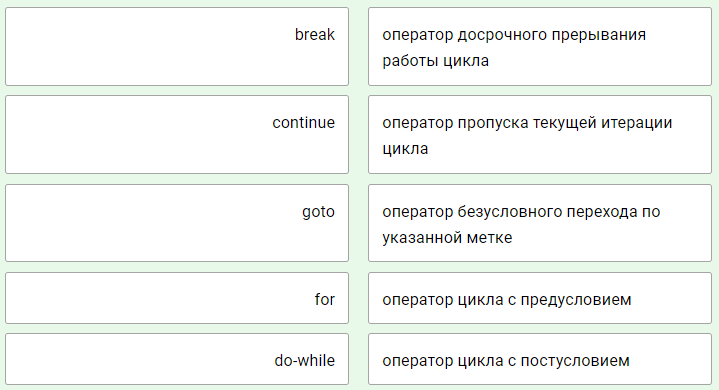 break
оператор досрочного прерывания
работы цикла
continue
оператор пропуска текущей итерации
цикла
goto
оператор безусловного перехода по
указанной метке
for
оператор цикла с предусловием
do-while
оператор цикла с постусловием